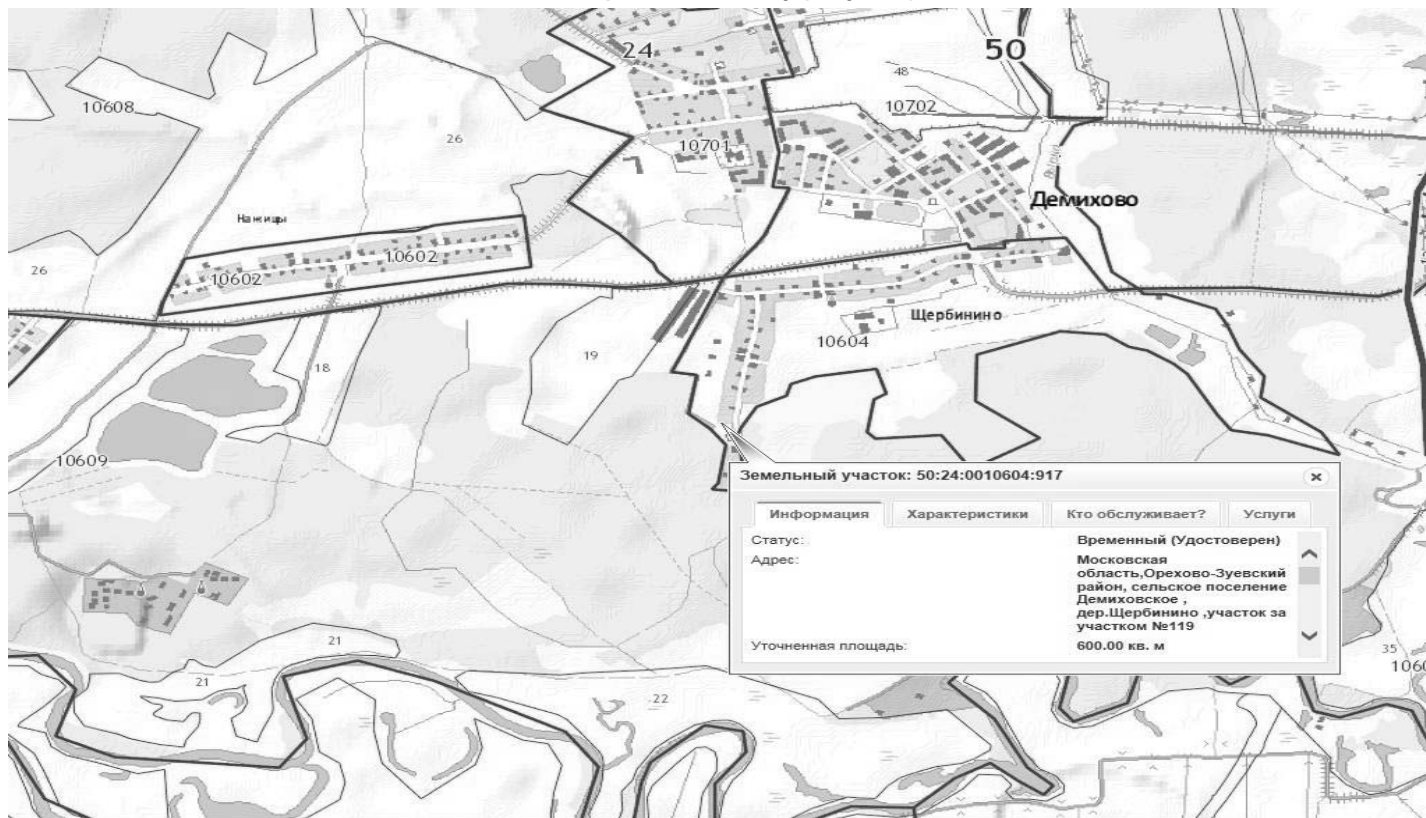 24
50
48
10702
10608
26
10701
Демихово
Нажицы
10602
10602
26
Щербинино
10604
19
18
10609
Земельный участок: 50:24:0010604:917
Информация Характеристики Кто обслуживает? Услуги
Статус: Временный (Удостоверен)
Адрес: Московская
область,Орехово-Зуевский
район, сельское поселение
Демиховское ,
дер.Щербинино ,участок за
участком №119
Уточненная площадь: 600.00 кв. м
21
21
22
35
1060